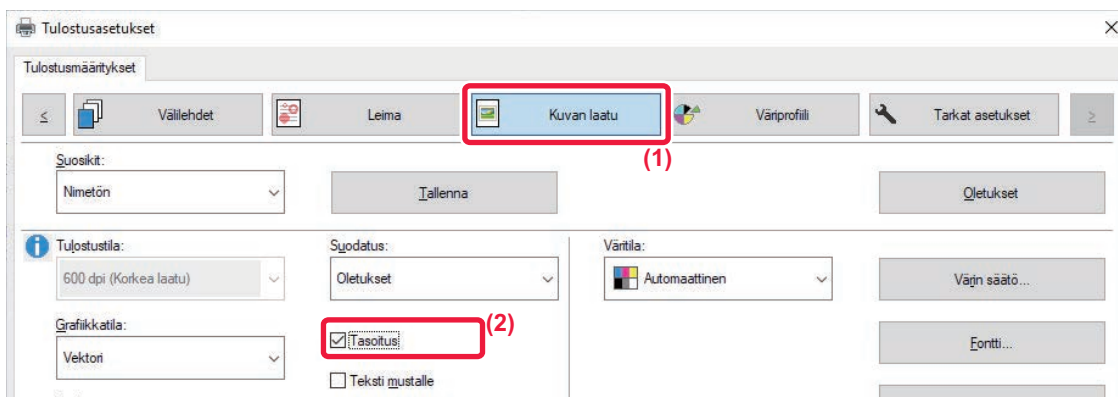 Tulostusasetukset
Tulostusmääritykset
< Välilehdet Leima Kuvan laatu Väriprofiili Tarkat asetukset >
(1)
Suosikit:
Nimetön Tallenna Oletukset
Tulostustila: Suodatus: Väritila:
600 dpi (Korkea laatu) Oletukset Automaattinen Värin säätö...
(2)
Grafiikkatila: Tasoitus Fontti...
Vektori
Teksti mustalle